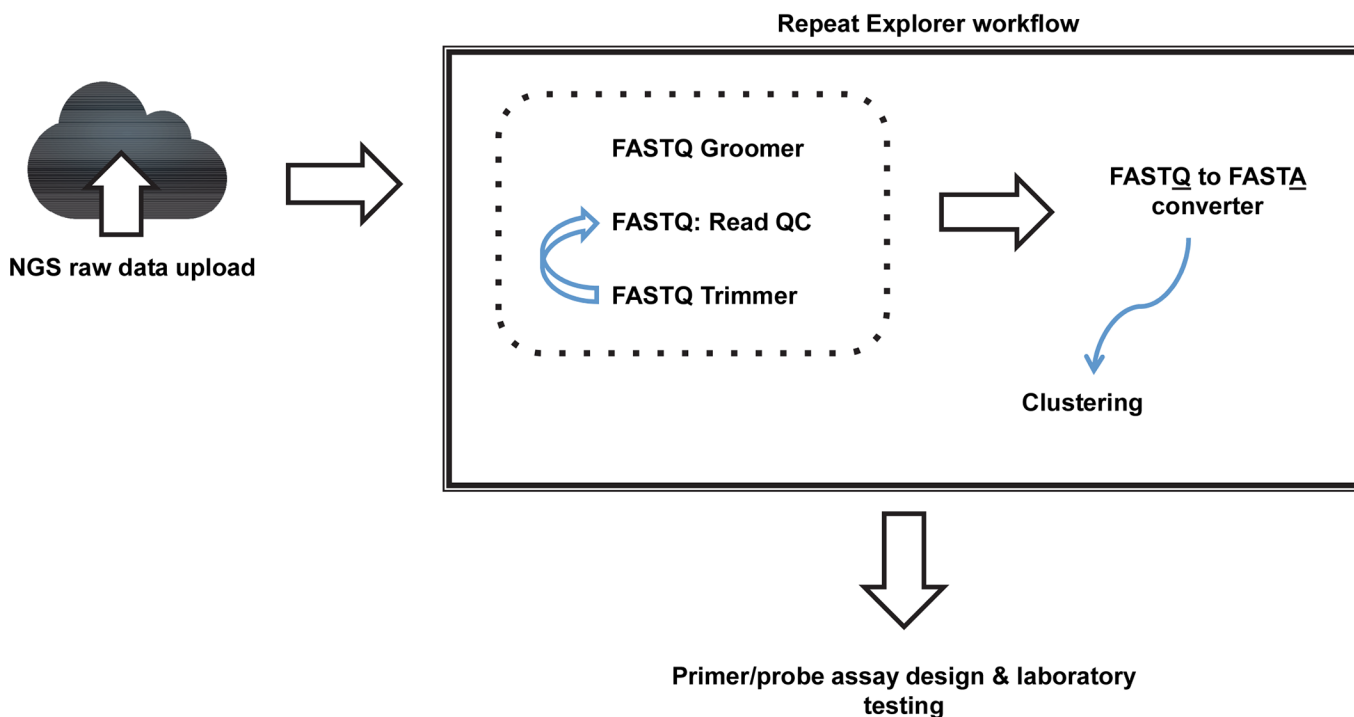 Repeat Explorer workflow
NGS raw data upload
FASTQ Groomer
FASTQ: Read QC
FASTQ Trimmer
FASTQ to FASTA
converter
Clustering
Primer/probe assay design & laboratory
testing